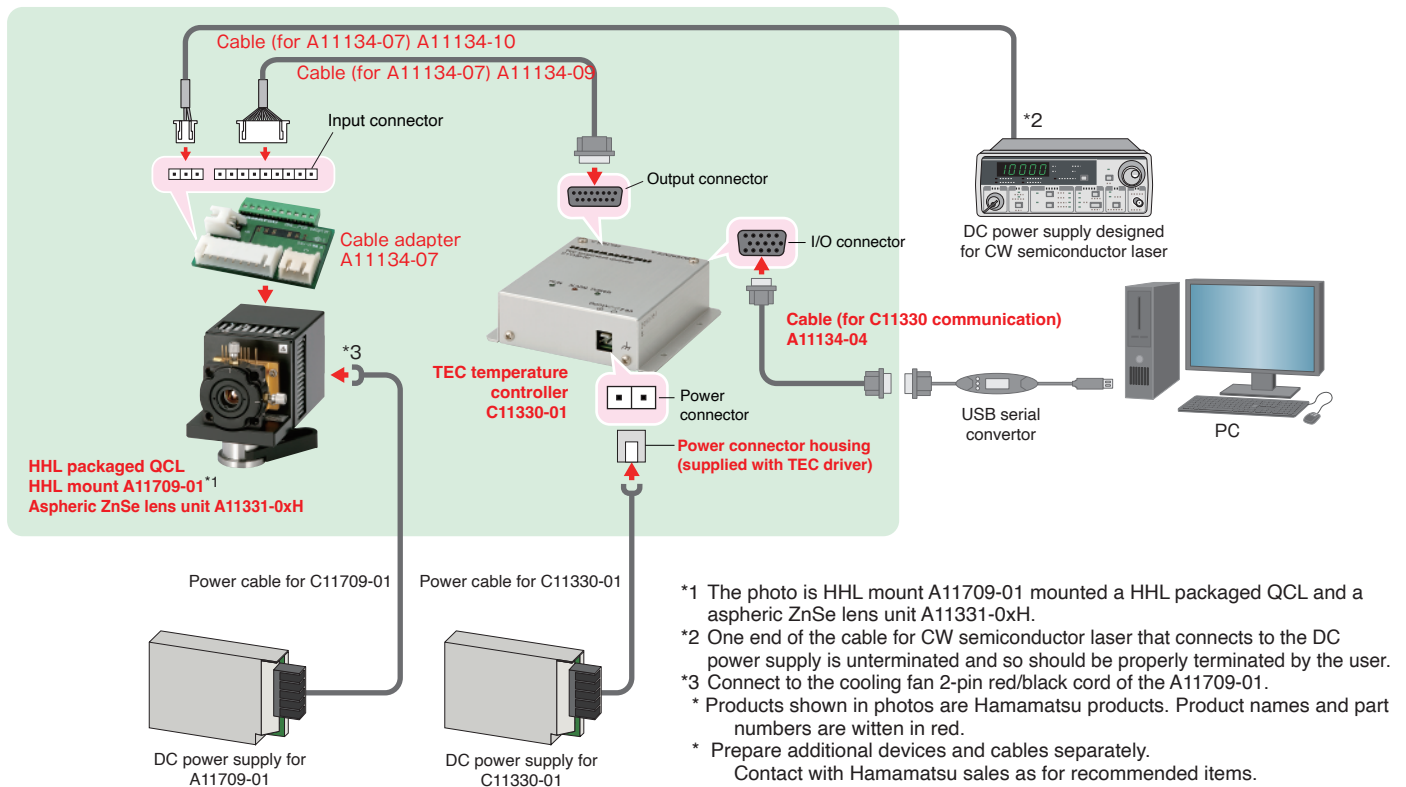 Cable (for A11134-07) A11134-10
Cable (for A11134-07) A11134-09
Input connector
*2
Output connector
10000
DC power supply designed
for CW semiconductor laser
Cable adapter
A11134-07
I/O connector
HAMAMATSU
*3
Cable (for C11330 communication)
A11134-04
TEC temperature
controller
C11330-01
Power
connector
USB serial
convertor
PC
Power connector housing
(supplied with TEC driver)
HHL packaged QCL
HHL mount A11709-01*1
Aspheric ZnSe lens unit A11331-0xH
Power cable for C11709-01
Power cable for C11330-01
DC power supply for
A11709-01
DC power supply for
C11330-01
*1 The photo is HHL mount A11709-01 mounted a HHL packaged QCL and a
aspheric ZnSe lens unit A11331-0xH.
*2 One end of the cable for CW semiconductor laser that connects to the DC
power supply is unterminated and so should be properly terminated by the user.
*3 Connect to the cooling fan 2-pin red/black cord of the A11709-01.
* Products shown in photos are Hamamatsu products. Product names and part
numbers are witten in red.
* Prepare additional devices and cables separately.
Contact with Hamamatsu sales as for recommended items.